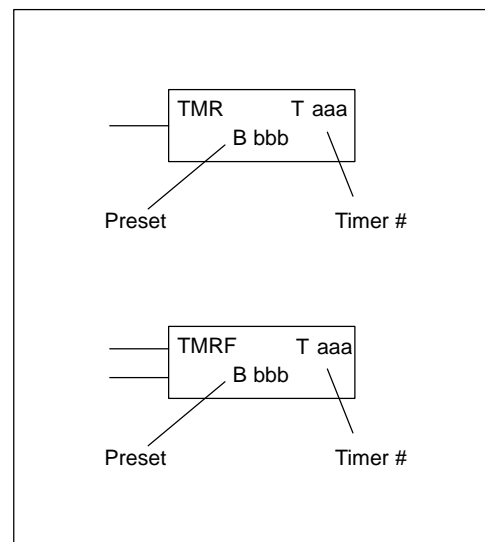 TMR T aaa
B bbb
Preset Timer #
TMRF T aaa
B bbb
Preset Timer #